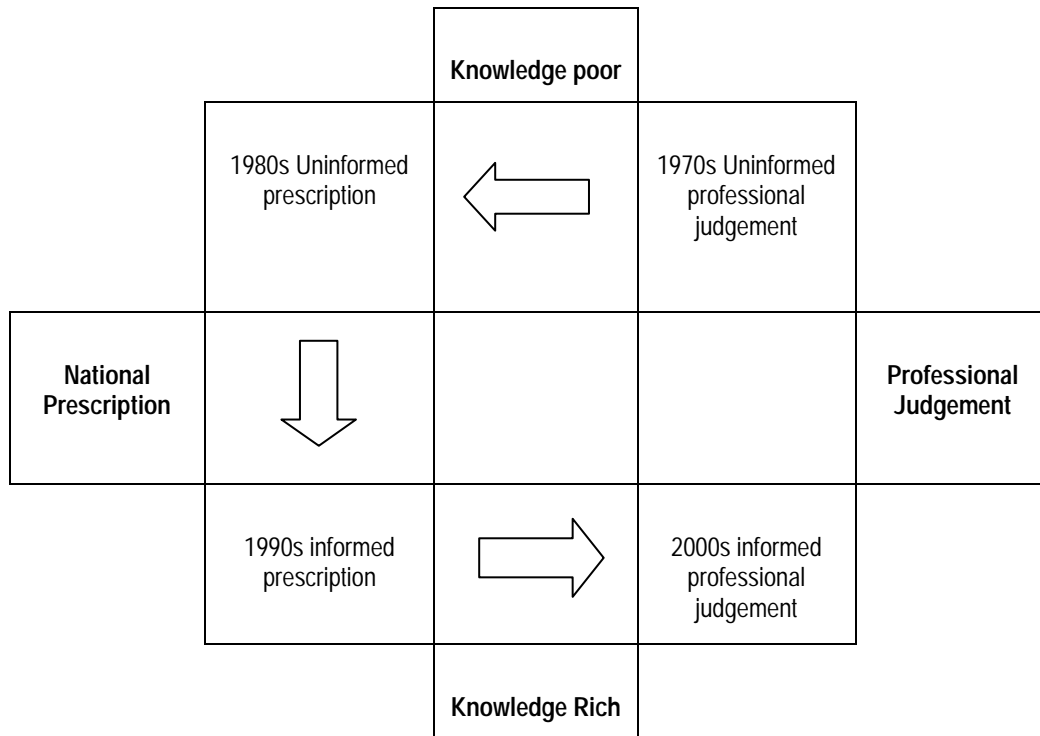 Knowledge poor
1980s Uninformed
prescription
1970s Uninformed
professional
judgement
National
Prescription
Professional
Judgement
1990s informed
prescription
2000s informed
professional
judgement
Knowledge Rich